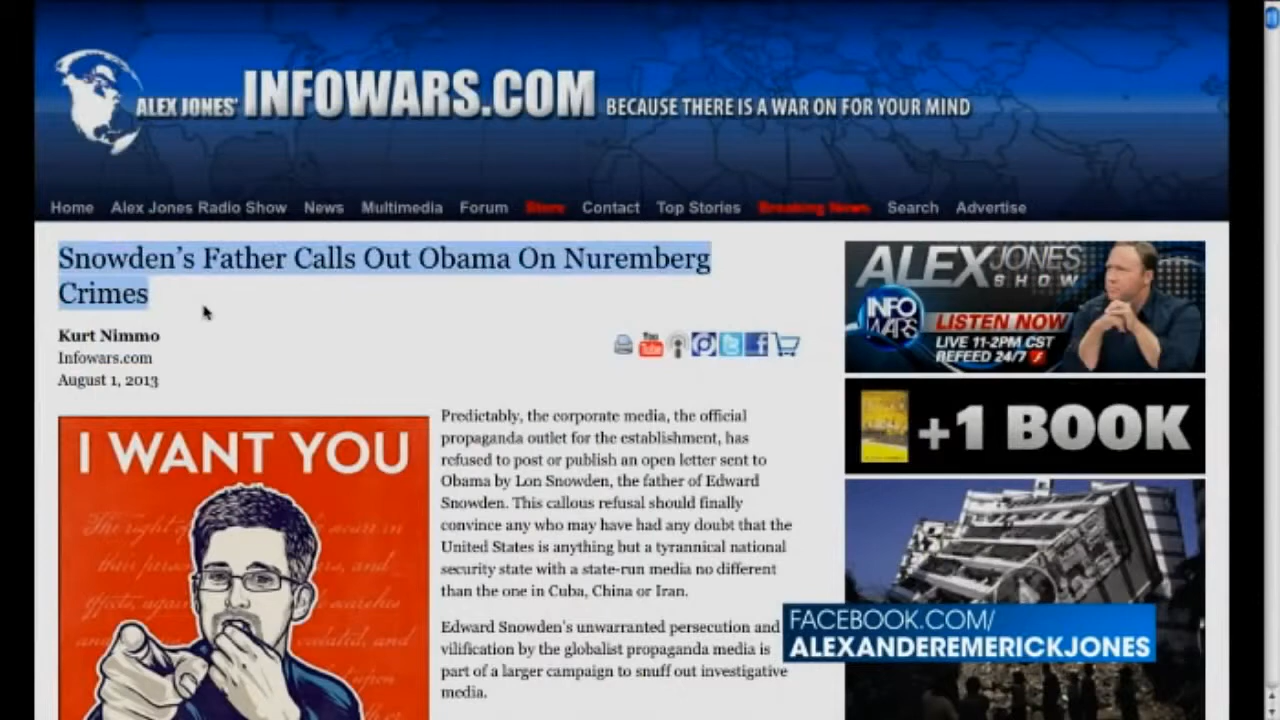 ALEX JONES' INFOWARS.COM BECAUSE THERE IS A WAR ON FOR YOUR MIND
Home Alex Jones Radio Show News Multimedia Forum Store Contact Top Stories Breaking News Search Advertise
Snowden's Father Calls Out Obama On Nuremberg
Crimes
Kurt Nimmo
Infowars.com
August 1, 2013
You
Tube
I WANT YOU
Predictably, the corporate media, the official
propaganda outlet for the establishment, has
refused to post or publish an open letter sent to
Obama by Lon Snowden, the father of Edward
Snowden. This callous refusal should finally
convince any who may have had any doubt that the
United States is anything but a tyrannical national
security state with a state-run media no different
than the one in Cuba, China or Iran.
Edward Snowden's unwarranted persecution and
vilification by the globalist propaganda media is
part of a larger campaign to snuff out investigative
media.
ALEX JONES
SHOW
INFO
WARS
LISTEN NOW
LIVE 11-2PM CST
REFEED 24/7
+1 BOOK
FACEBOOK.COM/
ALEXANDEREMERICKJONES